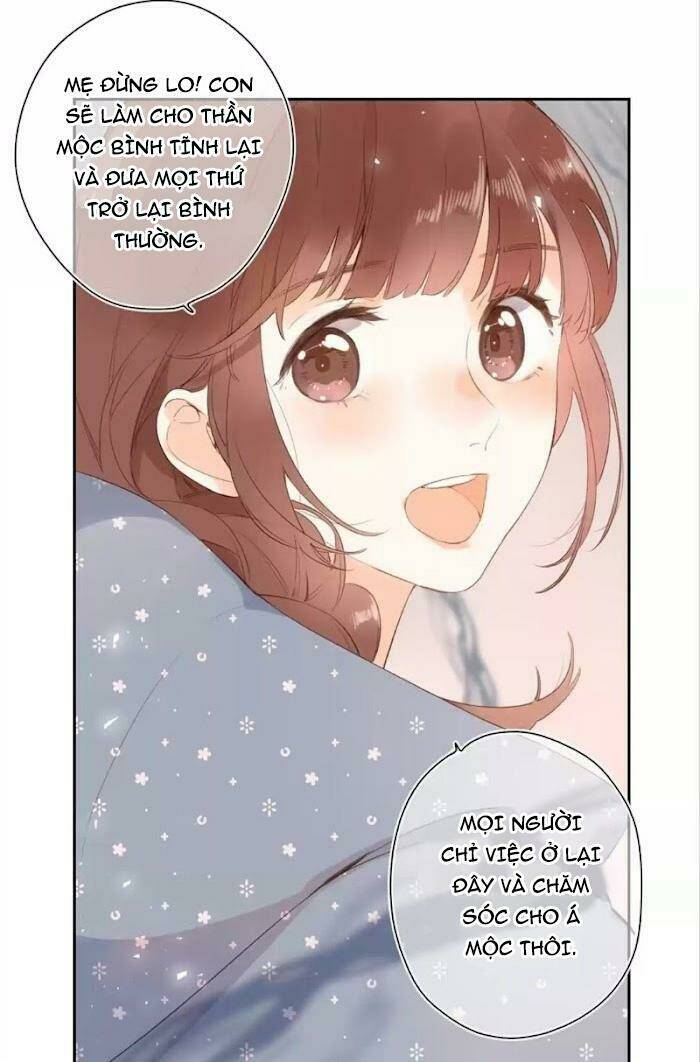 MẸ ĐỪNG LO! CON
SẼ LÀM CHO THẦN
MỘC BÌNH TĨNH LẠI
VÀ ĐƯA MỌI THỨ
TRỞ LẠI BÌNH
THƯỜNG.
MỌI NGƯỜI
CHỈ VIỆC Ở LẠI
ĐÂY VÀ CHĂM
SÓC CHO Á
MỘC THÔI.